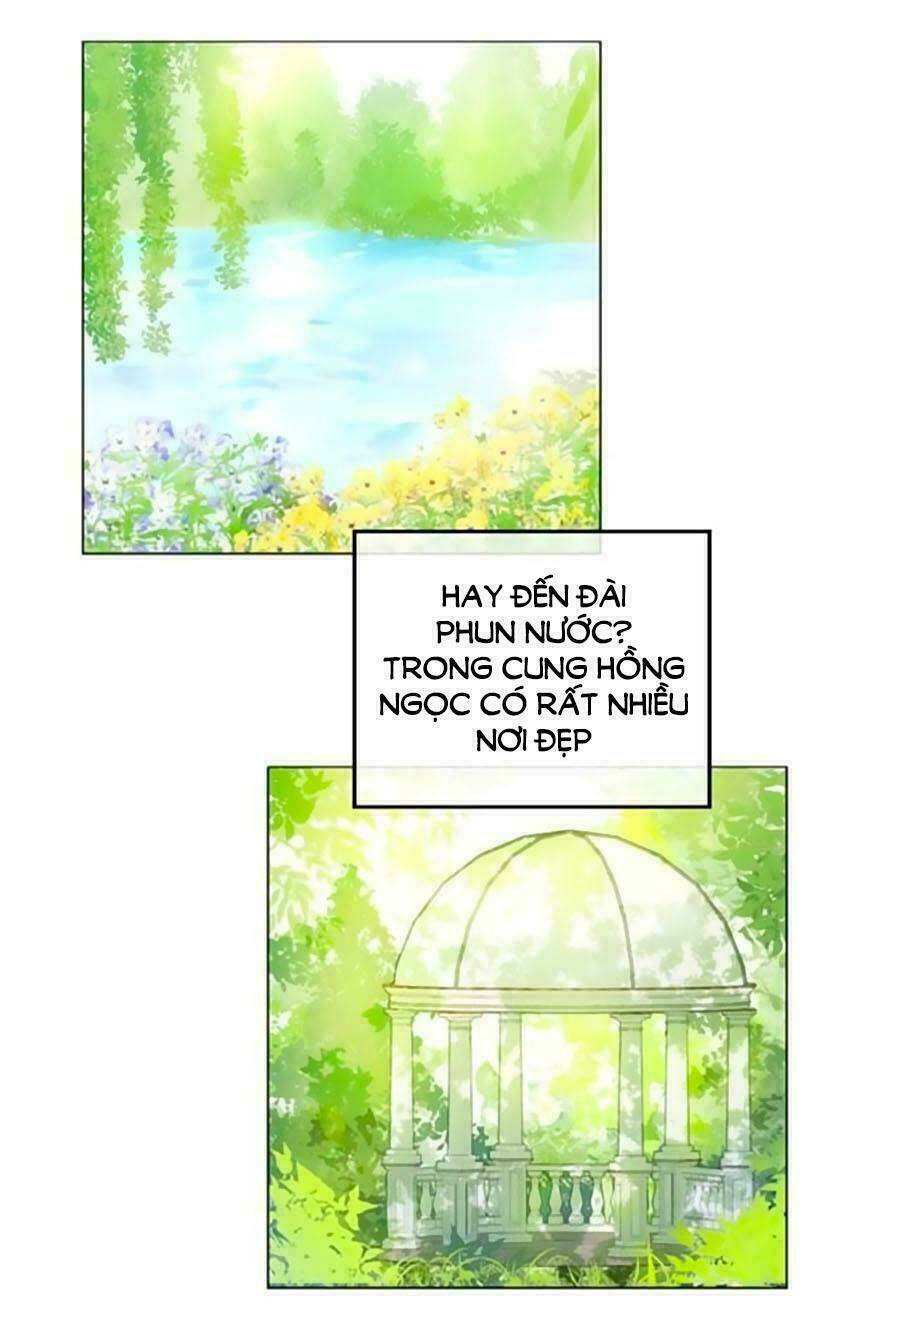 HAY ĐẾN ĐÀI
PHUN NƯỚC?
TRONG CUNG HỒNG
NGỌC CÓ RẤT NHIỀU
NƠI ĐẸP